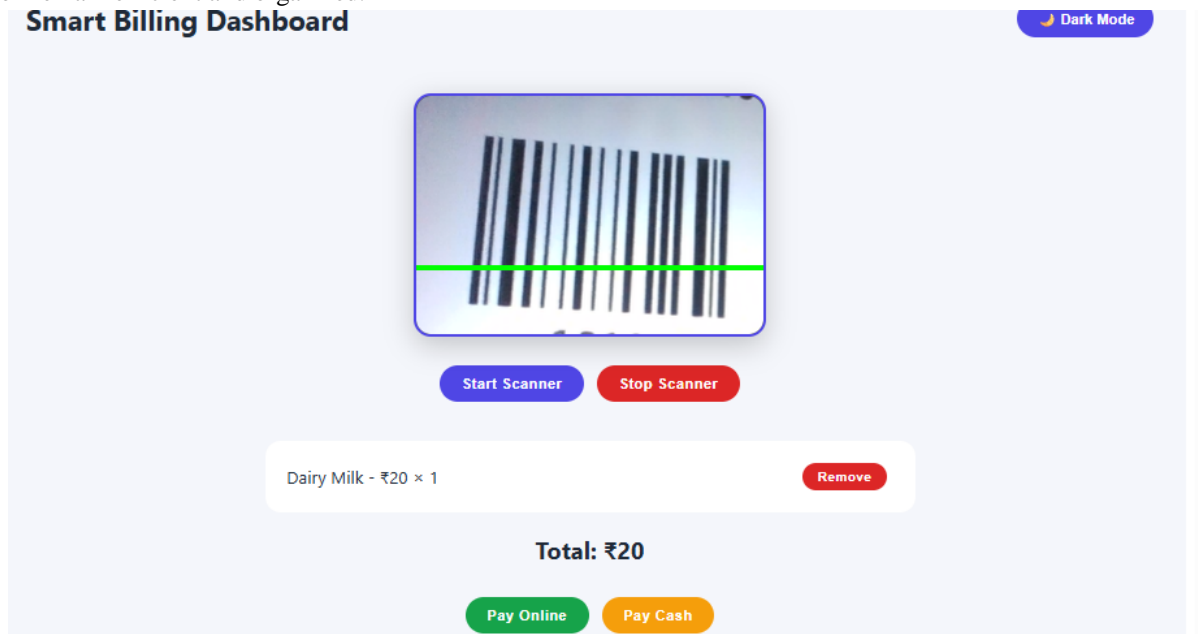 Smart Billing Dashboard
🌙 Dark Mode
Start Scanner
Stop Scanner
Dairy Milk - ₹20 × 1
Remove
Total: ₹20
Pay Online
Pay Cash